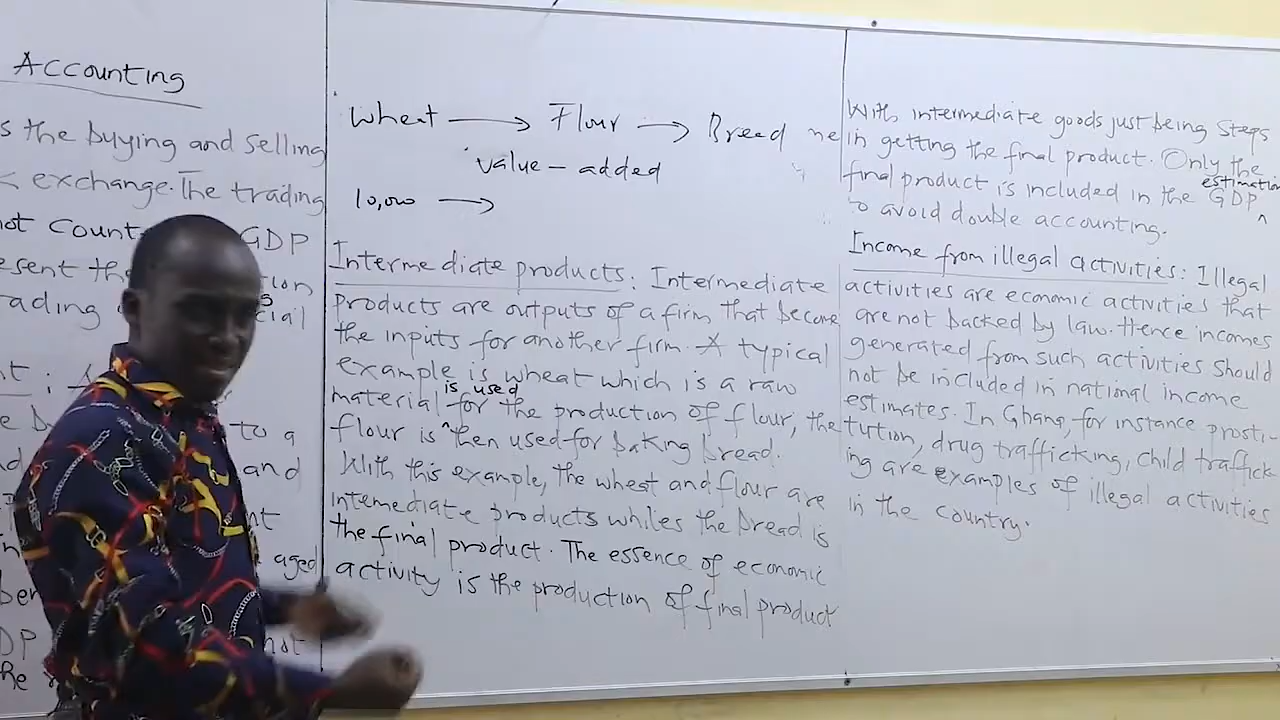 Accounting
s the buying and selling
exchange. The trading
not Count GDP
esent the tion
rading cial
to a
and
aged
not
Wheat → Flour → Bread
value - added
10,000 →
Intermediate products: Intermediate
products are outputs of a firm that become
the inputs for another firm. A typical
example is wheat which is a raw
material is used for the production of flour, the
flour is then used for baking bread.
With this example, the wheat and flour are
intemediate products whiles the bread is
the final product. The essence of economic
activity is the production of final product
With intermediate goods just being steps
in getting the final product. Only the
final product is included in the GDP estimation
to avoid double accounting.
Income from illegal activities: Illegal
activities are economic activities that
are not backed by law. Hence incomes
generated from such activities should
not be included in national income
estimates. In Ghana, for instance prosti-
tution, drug trafficking, child traffick-
ing are examples of illegal activities
in the country.